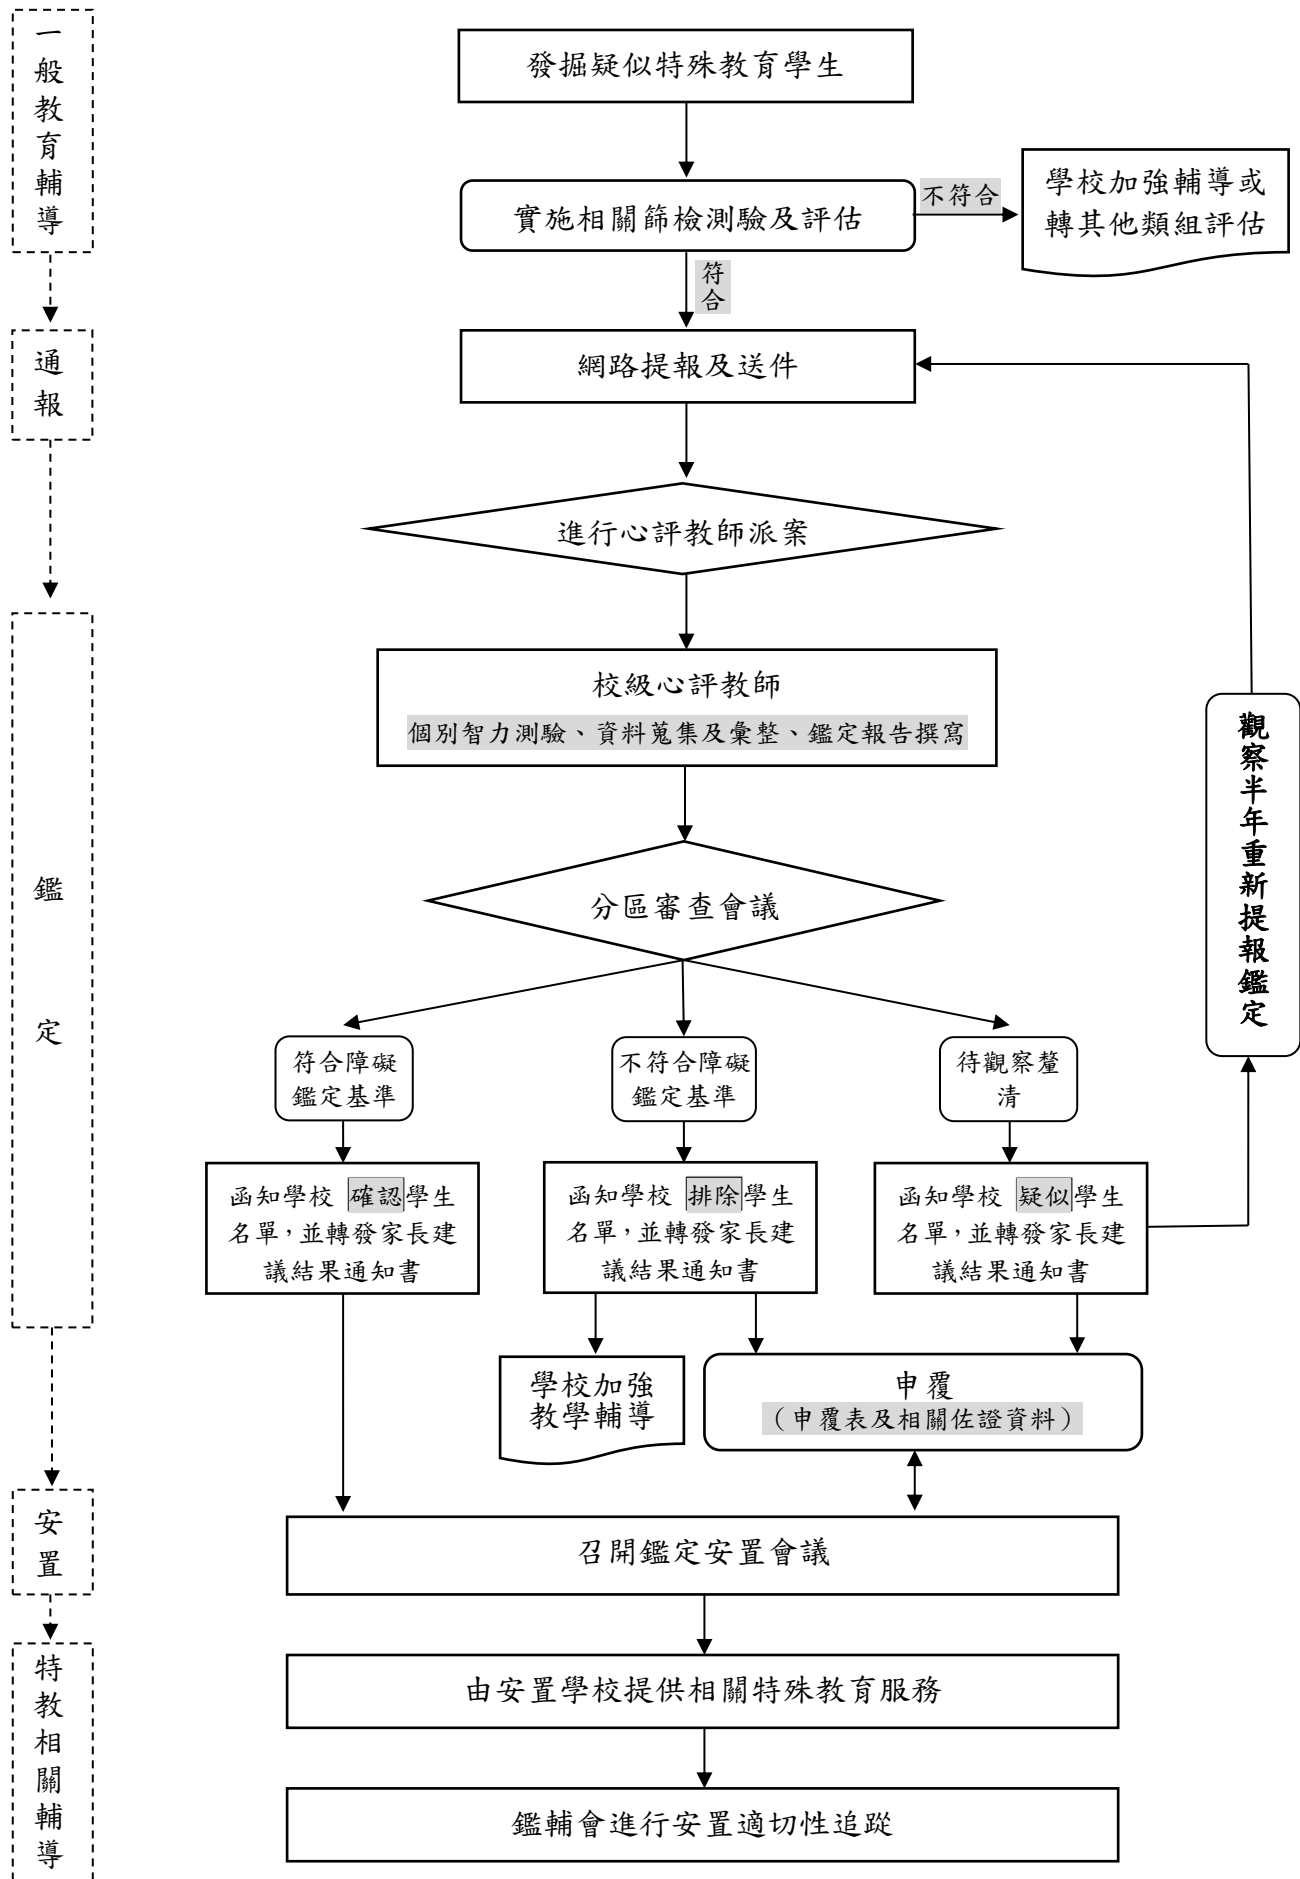 一般教育輔導
通報
鑑定
安置
特教相關輔導
發掘疑似特殊教育學生
實施相關篩檢測驗及評估
不符合
學校加強輔導或
轉其他類組評估
符合
網路提報及送件
進行心評教師派案
校級心評教師
個別智力測驗、資料蒐集及彙整、鑑定報告撰寫
觀察半年重新提報鑑定
分區審查會議
符合障礙
鑑定基準
不符合障礙
鑑定基準
待觀察釐
清
函知學校 確認學生
名單，並轉發家長建
議結果通知書
函知學校 排除學生
名單，並轉發家長建
議結果通知書
函知學校 疑似學生
名單，並轉發家長建
議結果通知書
學校加強
教學輔導
申覆
（申覆表及相關佐證資料）
召開鑑定安置會議
由安置學校提供相關特殊教育服務
鑑輔會進行安置適切性追蹤